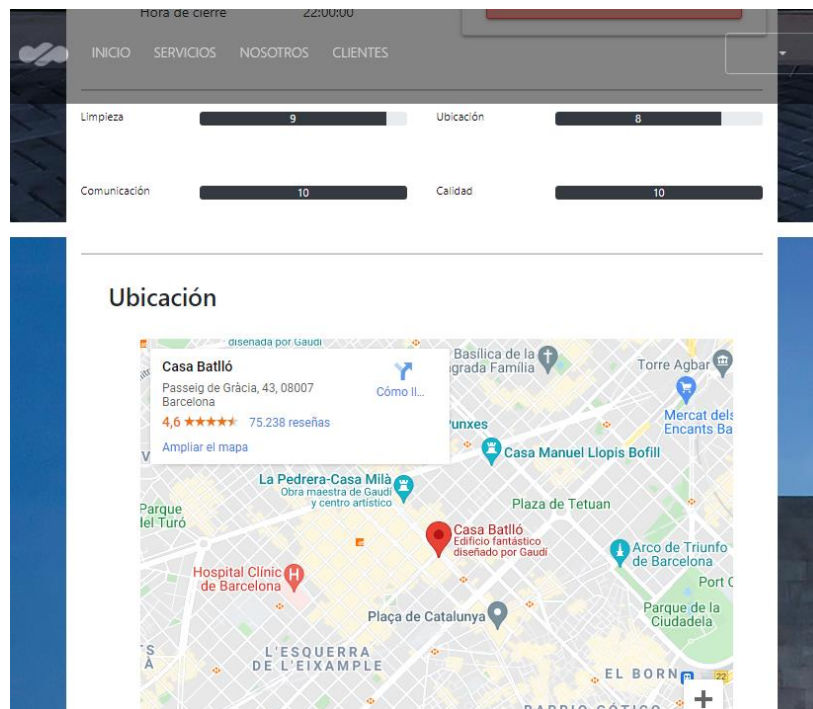 Hora de cierre 22:00:00
INICIO SERVICIOS NOSOTROS CLIENTES
Limpieza 9 Ubicación 8
Comunicación 10 Calidad 10
Ubicación
diseñada por Gaudí
Casa Batlló
Passeig de Gràcia, 43, 08007
Barcelona
4,6 75.238 reseñas
Ampliar el mapa
Cómo ll...
Basílica de la
Torre Agbar
Mercat dels
Encants Ba
Casa Manuel Llopis Bofill
La Pedrera-Casa Milà
Obra maestra de Gaudí
y centro artístico
Plaza de Tetuan
Parque
del Turó
Casa Batlló
Edificio fantástico
diseñado por Gaudí
Arco de Triunfo
de Barcelona
Hospital Clínic
de Barcelona
H
Port
Parque de la
Ciudadela
Plaça de Catalunya
L'ESQUERRA
DE L'EIXAMPLE
EL BORN
22
BARRIO GÓTICO
+